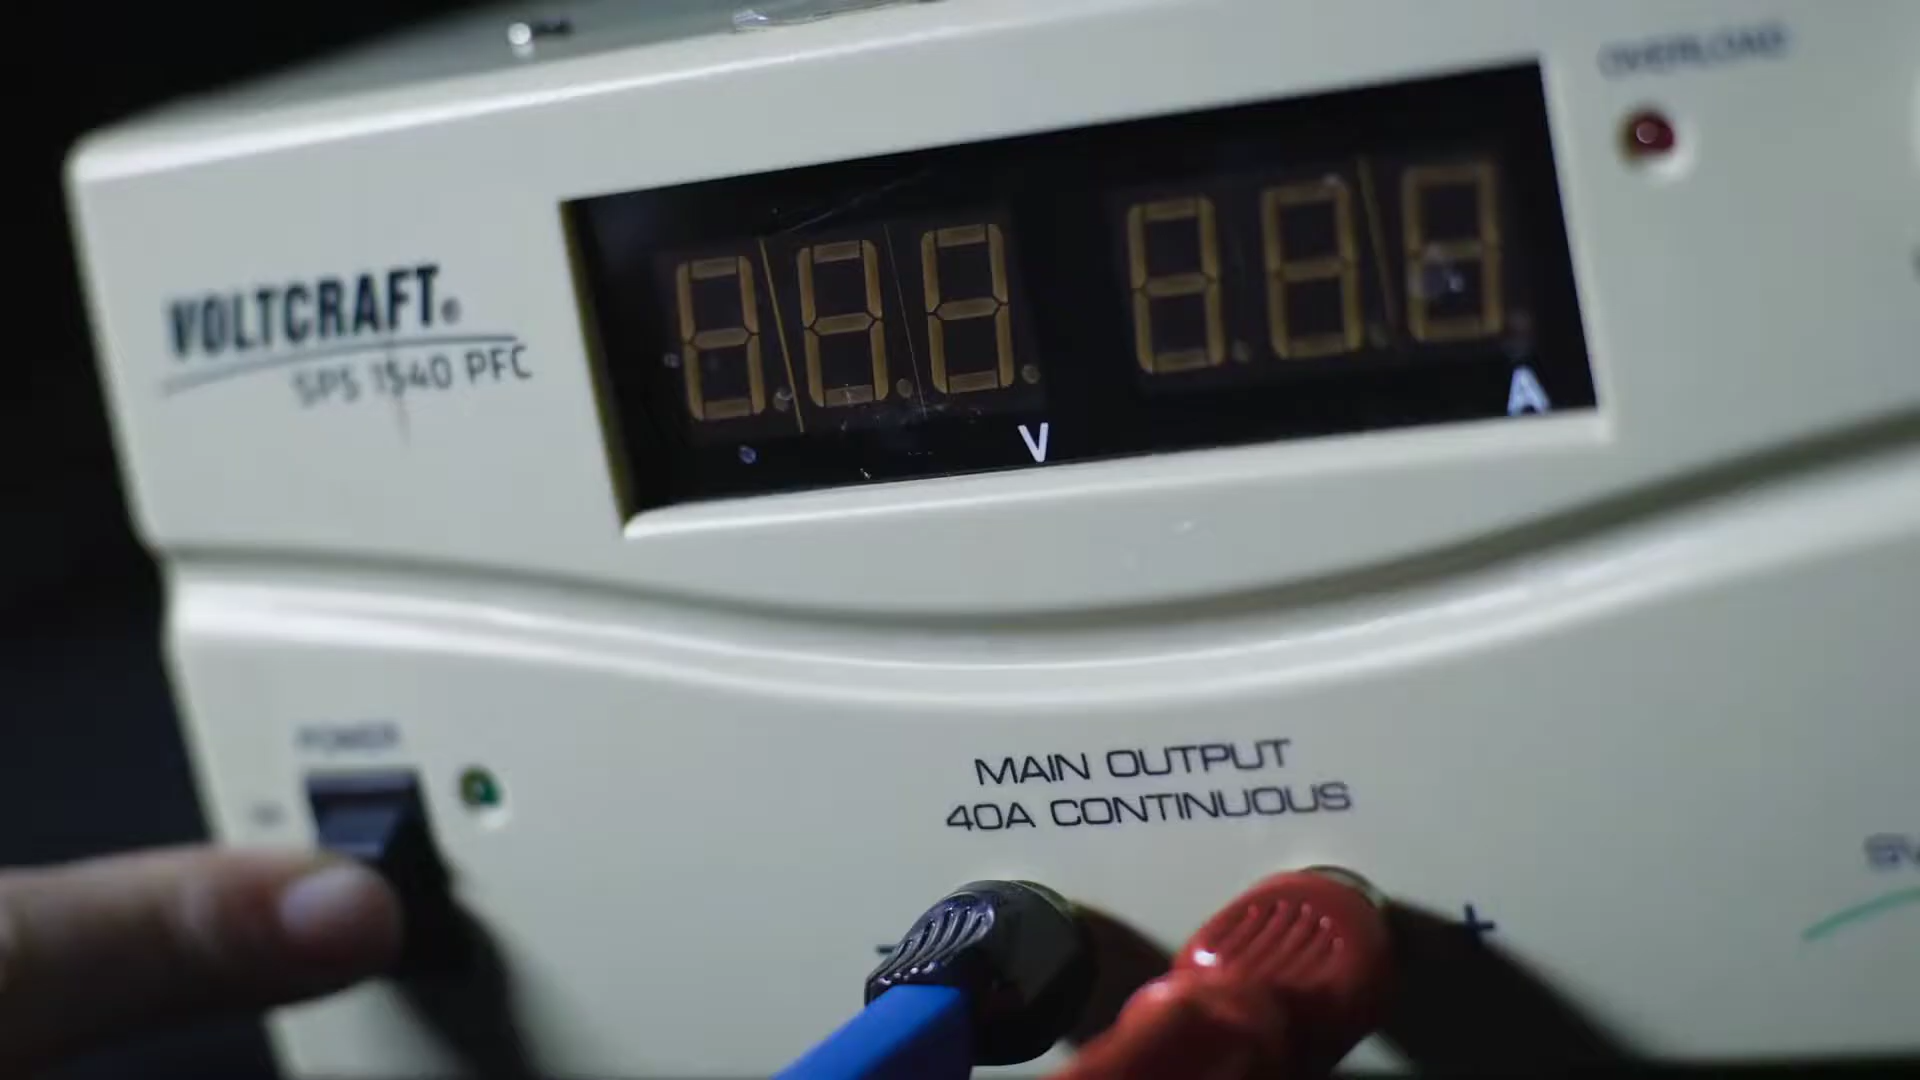 OVERLOAD
VOLTCRAFT®
SPS 1540 PFC
V
A
POWER
MAIN OUTPUT
40A CONTINUOUS
- +